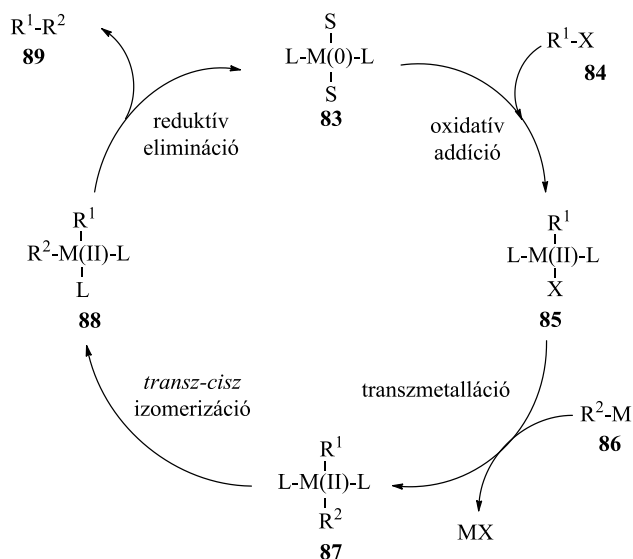 R¹-R²
89
S
L-M(0)-L
S
83
R¹-X
84
reduktív
elimináció
oxidatív
addíció
R¹
R²-M(II)-L
L
88
R¹
L-M(II)-L
X
85
transz-cisz
izomerizáció
transzmetalláció
R²-M
86
R¹
L-M(II)-L
R²
87
MX